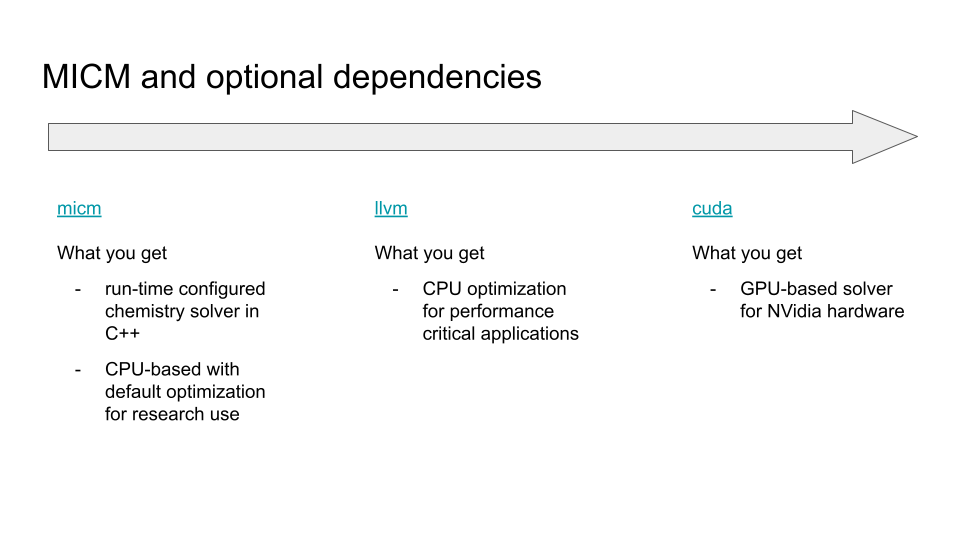 MICM and optional dependencies
micm
What you get
- run-time configured
chemistry solver in
C++
- CPU-based with
default optimization
for research use
llvm
What you get
- CPU optimization
for performance
critical applications
cuda
What you get
- GPU-based solver
for NVidia hardware